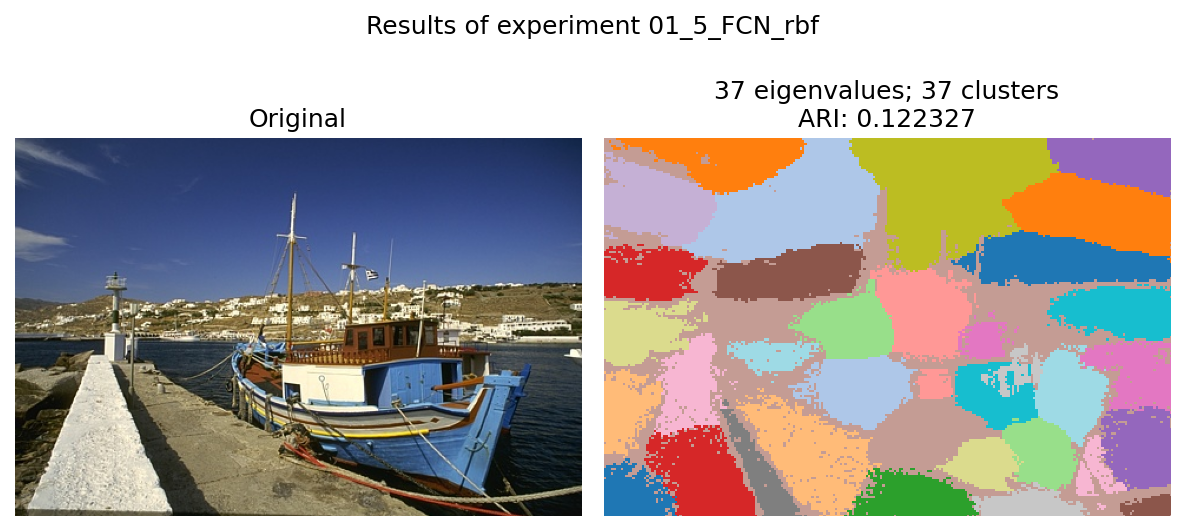 Results of experiment 01_5_FCN_rbf
Original
37 eigenvalues; 37 clusters
ARI: 0.122327